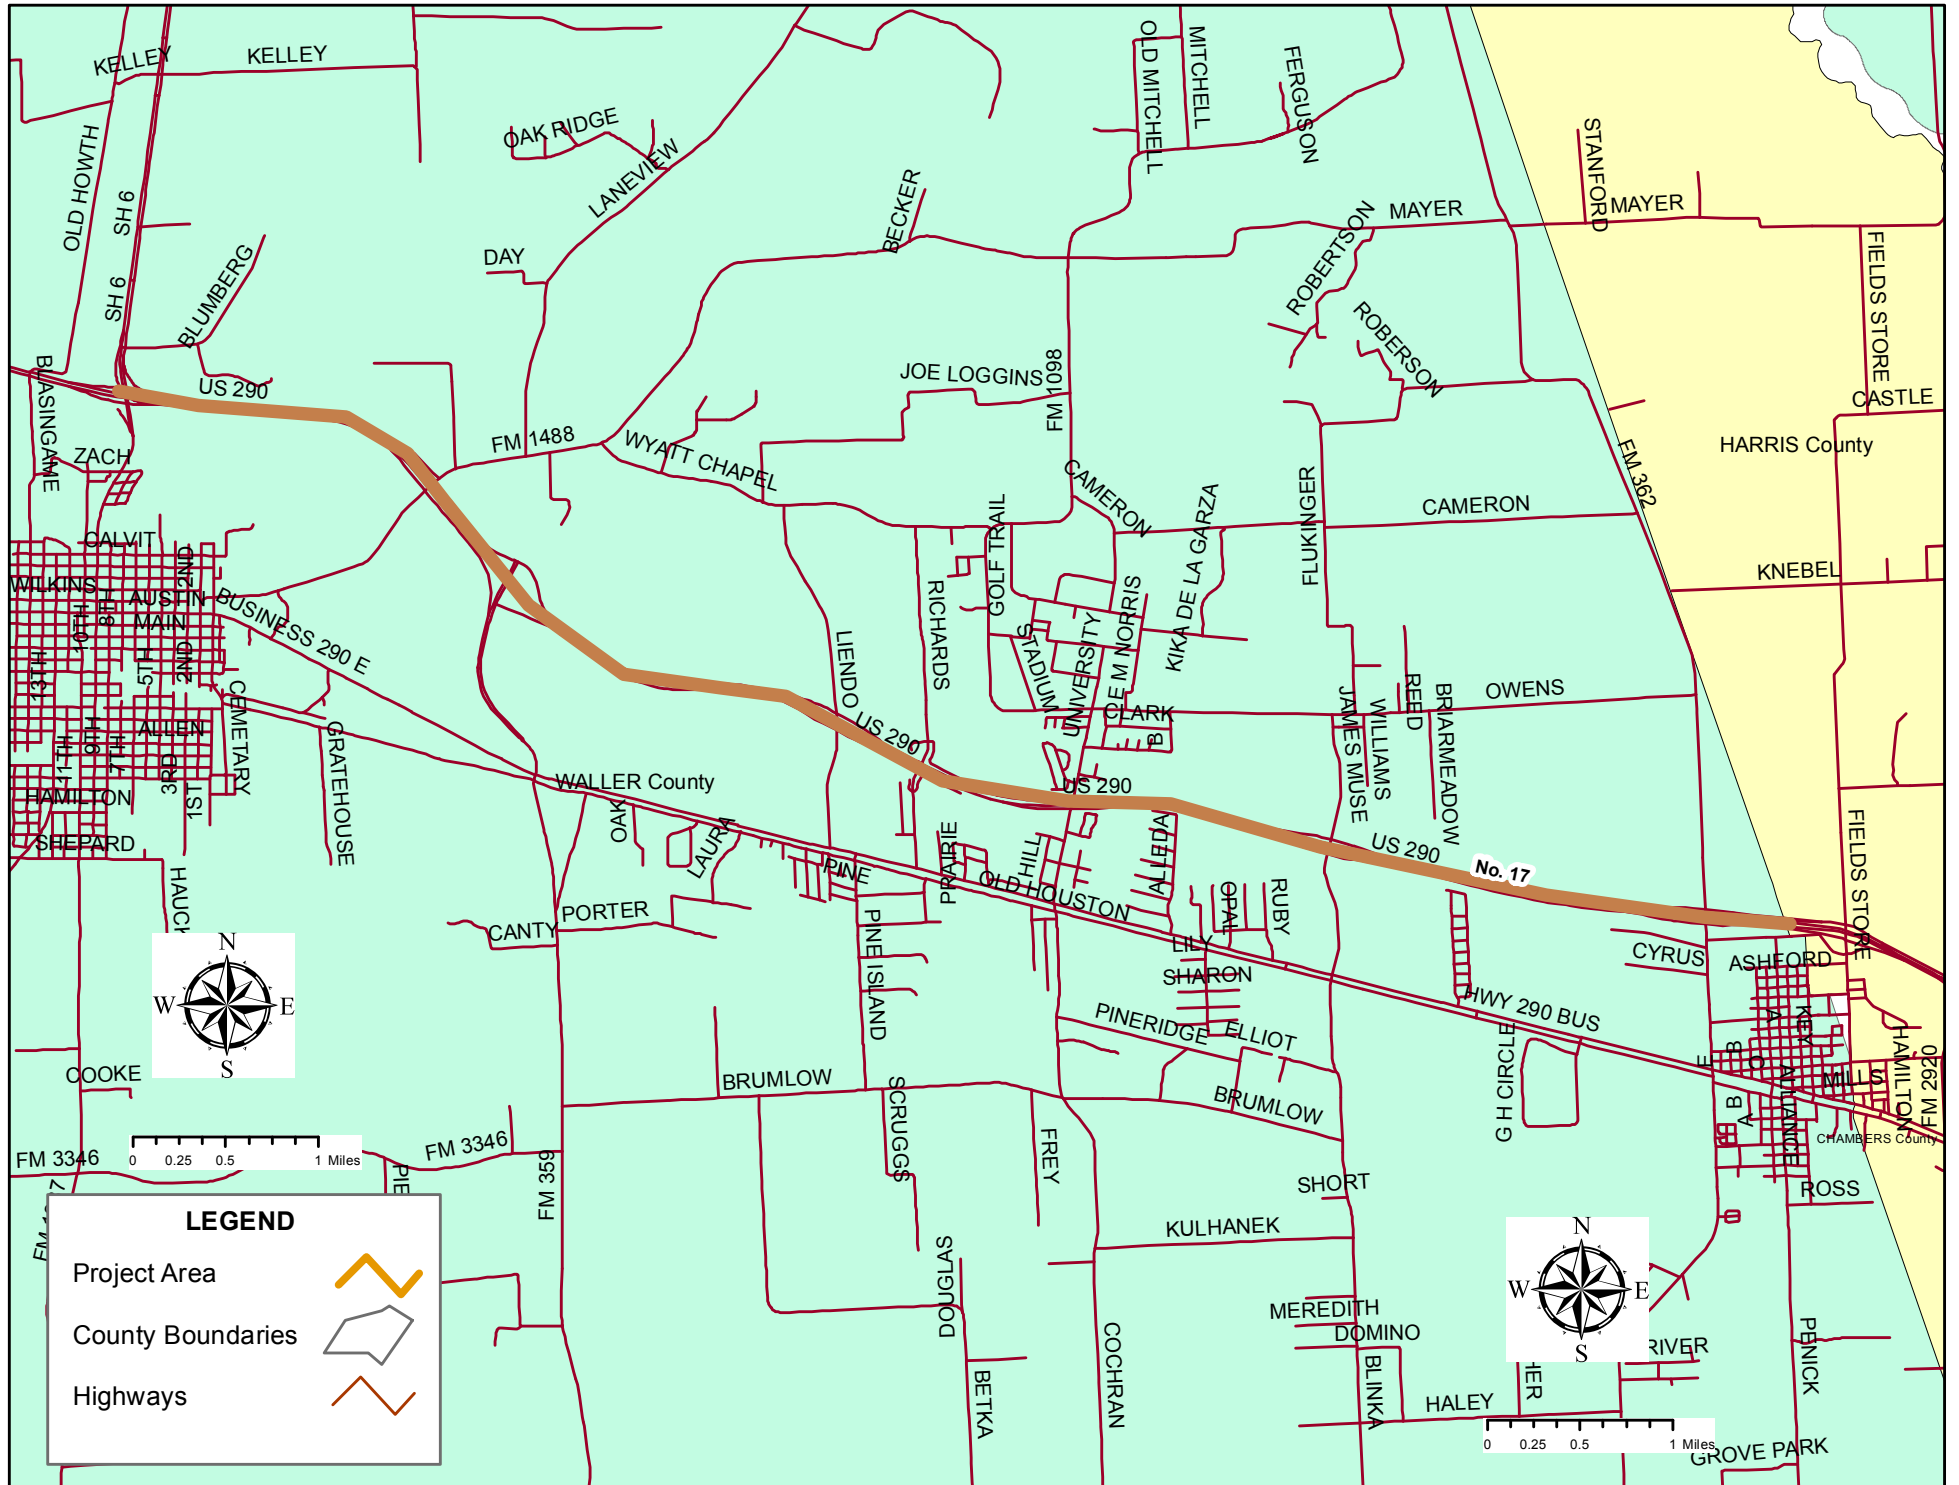 KELLEY
KELLEY
OLD MITCHELL
MITCHELL
FERGUSON
OAK RIDGE
LANEVIEW
OLD HOWTH
SH 6
SH 6
BECKER
STANFORD
MAYER
MAYER
ROBERTSON
DAY
BLUMBERG
FIELDS STORE
ROBERSON
BLASINGAME
US 290
JOE LOGGINS
FM 1098
CASTLE
FM 1488
WYATT CHAPEL
HARRIS County
FM 362
ZACH
CAMERON
CAMERON
KIKA DE LA GARZA
FLUKINGER
GOLF TRAIL
CALVIT
2ND
WILKINS
AUSTIN
8TH
10TH
MAIN
BUSINESS 290 E
KNEBEL
RICHARDS
LIENDO
STADIUM
UNIVERSITY
E M NORRIS
13TH
5TH
2ND
CEMETARY
JAMES MUSE
WILLIAMS
REED
BRIARMEADOW
OWENS
CLARK
B
ALLEN
9TH
7TH
11TH
3RD
1ST
GRATEHOUSE
US 290
US 290
WALLER County
HAMILTON
SHEPARD
OAK
LAURA
PINE
PRAIRIE
HILL
ALLEDA
US 290
No. 17
FIELDS STORE
OLD HOUSTON
OPAL
RUBY
HAUCK
PORTER
CANTY
PINE ISLAND
LILY
SHARON
CYRUS
ASHFORD
N
W
E
S
HWY 290 BUS
PINERIDGE
ELLIOT
G H CIRCLE
A
KEY
HAMILTON
FM 2920
E
B
C
MILLS
ALLIANCE
COOKE
BRUMLOW
SCRUGGS
BRUMLOW
B
A
CHAMBERS County
FM 3346
FM 3346
0 0.25 0.5 1 Miles
FM 359
FREY
SHORT
ROSS
KULHANEK
LEGEND
Project Area
County Boundaries
Highways
DOUGLAS
N
W
E
S
MEREDITH
DOMINO
COCHRAN
BETKA
BLINKA
PENICK
HALEY
0 0.25 0.5 1 Miles
GROVE PARK